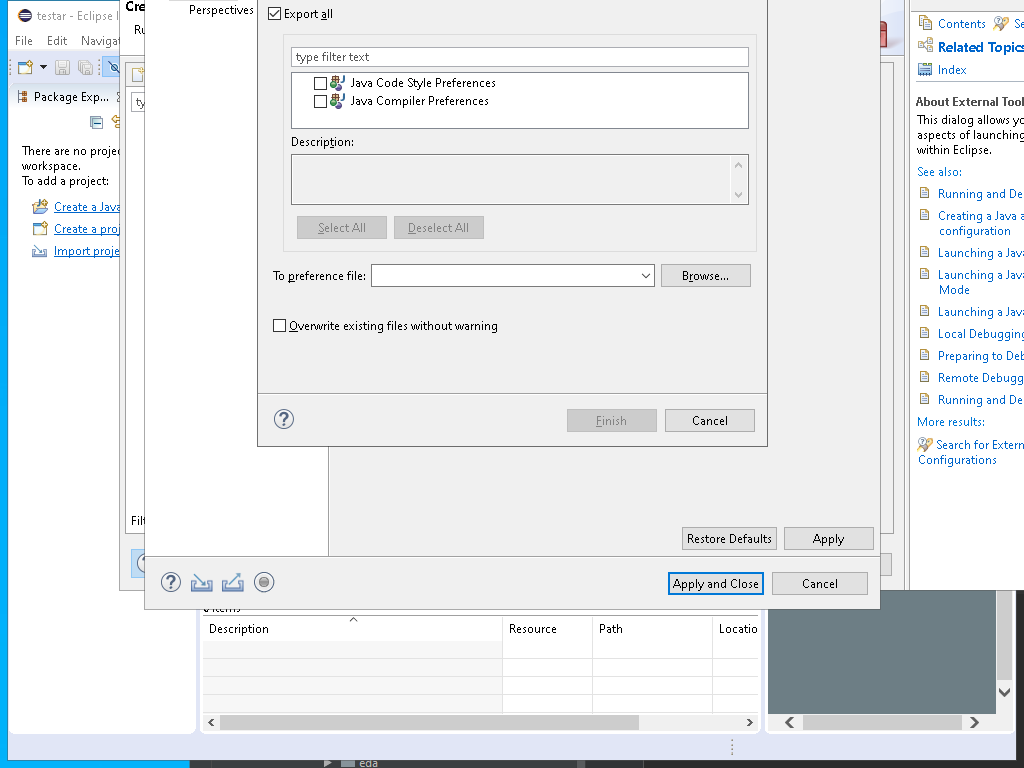 testar - Eclipse I
File Edit Navigat
Package Exp...
There are no projec
workspace.
To add a project:
Create a Java
Create a proj
Import proje
Cre
Ru
ty
Filt
Perspectives
Export all
type filter text
Java Code Style Preferences
Java Compiler Preferences
Description:
Select All Deselect All
To preference file: Browse...
Overwrite existing files without warning
Finish Cancel
Restore Defaults Apply
Apply and Close Cancel
Description Resource Path Locatio
Contents Se
Related Topics
Index
About External Tool
This dialog allows yo
aspects of launching
within Eclipse.
See also:
Running and De
Creating a Java a
configuration
Launching a Java
Launching a Java
Mode
Launching a Java
Local Debugging
Preparing to Deb
Remote Debugg
Running and De
More results:
Search for Extern
Configurations
eda